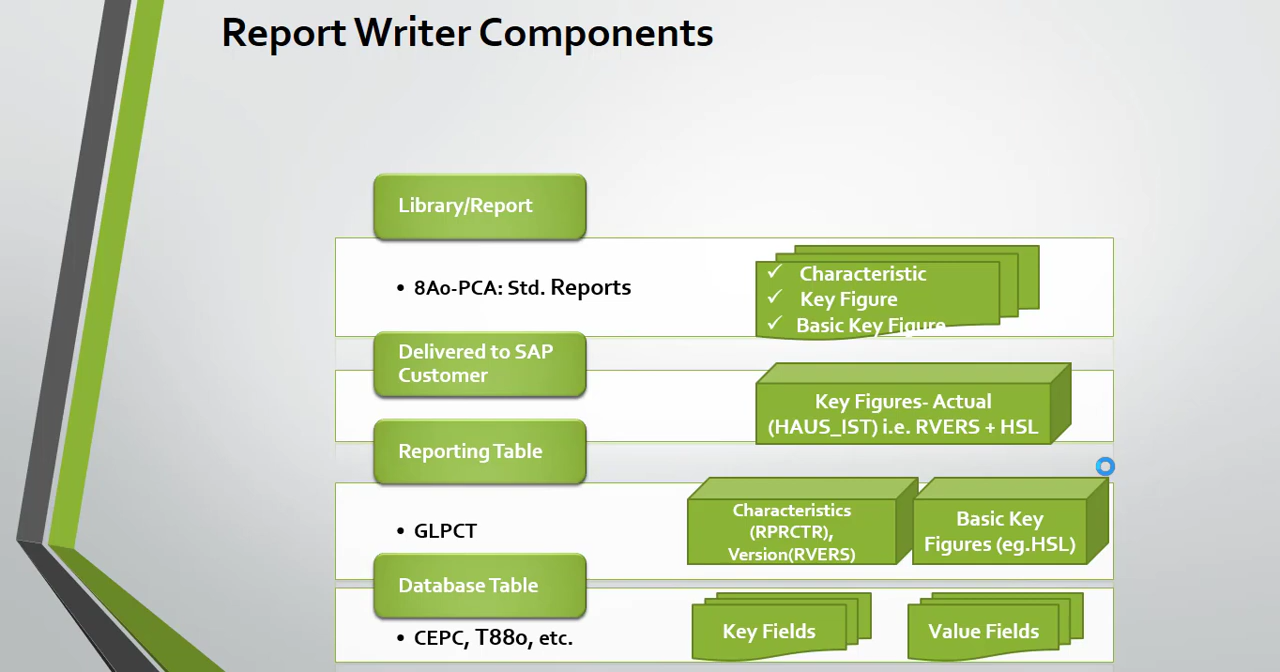 Report Writer Components
Library/Report
• 8A0-PCA: Std. Reports
✓ Characteristic
✓ Key Figure
✓ Basic Key Figure
Delivered to SAP
Customer
Key Figures- Actual
(HAUS_IST) i.e. RVERS + HSL
Reporting Table
• GLPCT
Characteristics
(RPRCTR),
Version(RVERS)
Basic Key
Figures (eg.HSL)
Database Table
• CEPC, T880, etc.
Key Fields
Value Fields